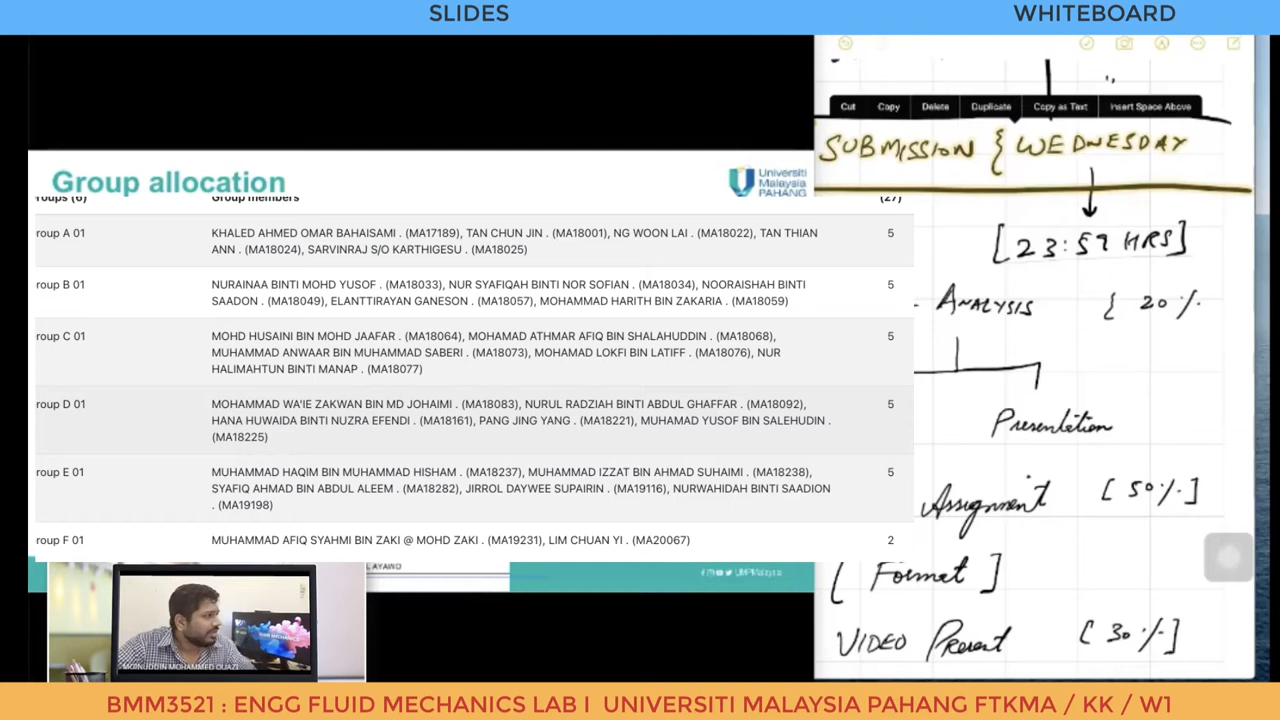 SLIDES
WHITEBOARD
Group allocation
Universiti
Malaysia
PAHANG
roups (6) Group members (27)
roup A 01 KHALED AHMED OMAR BAHAISAMI . (MA17189), TAN CHUN JIN . (MA18001), NG WOON LAI . (MA18022), TAN THIAN 5
ANN . (MA18024), SARVINRAJ S/O KARTHIGESU . (MA18025)
roup B 01 NURAINAA BINTI MOHD YUSOF . (MA18033), NUR SYAFIQAH BINTI NOR SOFIAN . (MA18034), NOORAISHAH BINTI 5
SAADON . (MA18049), ELANTTIRAYAN GANESON . (MA18057), MOHAMMAD HARITH BIN ZAKARIA . (MA18059)
roup C 01 MOHD HUSAINI BIN MOHD JAAFAR . (MA18064), MOHAMAD ATHMAR AFIQ BIN SHALAHUDDIN . (MA18068), 5
MUHAMMAD ANWAAR BIN MUHAMMAD SABERI . (MA18073), MOHAMAD LOKFI BIN LATIFF . (MA18076), NUR
HALIMAHTUN BINTI MANAP . (MA18077)
roup D 01 MOHAMMAD WA'IE ZAKWAN BIN MD JOHAIMI . (MA18083), NURUL RADZIAH BINTI ABDUL GHAFFAR . (MA18092), 5
HANA HUWAIDA BINTI NUZRA EFENDI . (MA18161), PANG JING YANG . (MA18221), MUHAMAD YUSOF BIN SALEHUDIN .
(MA18225)
roup E 01 MUHAMMAD HAQIM BIN MUHAMMAD HISHAM . (MA18237), MUHAMMAD IZZAT BIN AHMAD SUHAIMI . (MA18238), 5
SYAFIQ AHMAD BIN ABDUL ALEEM . (MA18282), JIRROL DAYWEE SUPAIRIN . (MA19116), NURWAHIDAH BINTI SAADION
. (MA19198)
roup F 01 MUHAMMAD AFIQ SYAHMI BIN ZAKI @ MOHD ZAKI . (MA19231), LIM CHUAN YI . (MA20067) 2
L AYAWO
UMPMalaysia
MOINUDDIN MOHAMMED QUAZI
Cut Copy Delete Duplicate Copy as Text Insert Space Above
SUBMISSION { WEDNESDAY
[23:59 HRS]
- ANALYSIS { 20 %
Presentation
Assignment [50%]
[Format]
VIDEO Present [30%]
BMM3521 : ENGG FLUID MECHANICS LAB I UNIVERSITI MALAYSIA PAHANG FTKMA / KK / W1